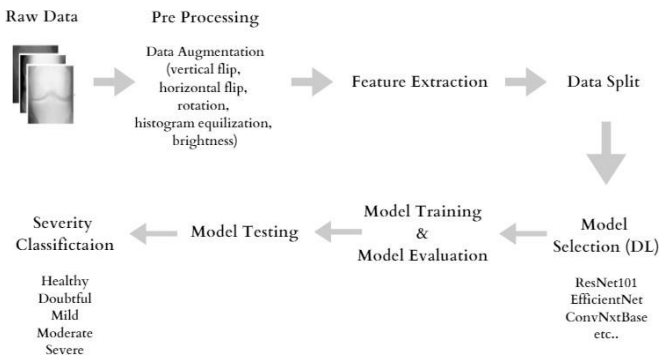 Raw Data
Pre Processing
Data Augmentation
(vertical flip,
horizontal flip,
rotation,
histogram equilization,
brightness)
Feature Extraction
Data Split
Model
Selection (DL)
ResNet101
EfficientNet
ConvNxtBase
etc..
Model Training
&
Model Evaluation
Model Testing
Severity
Classifictaion
Healthy
Doubtful
Mild
Moderate
Severe